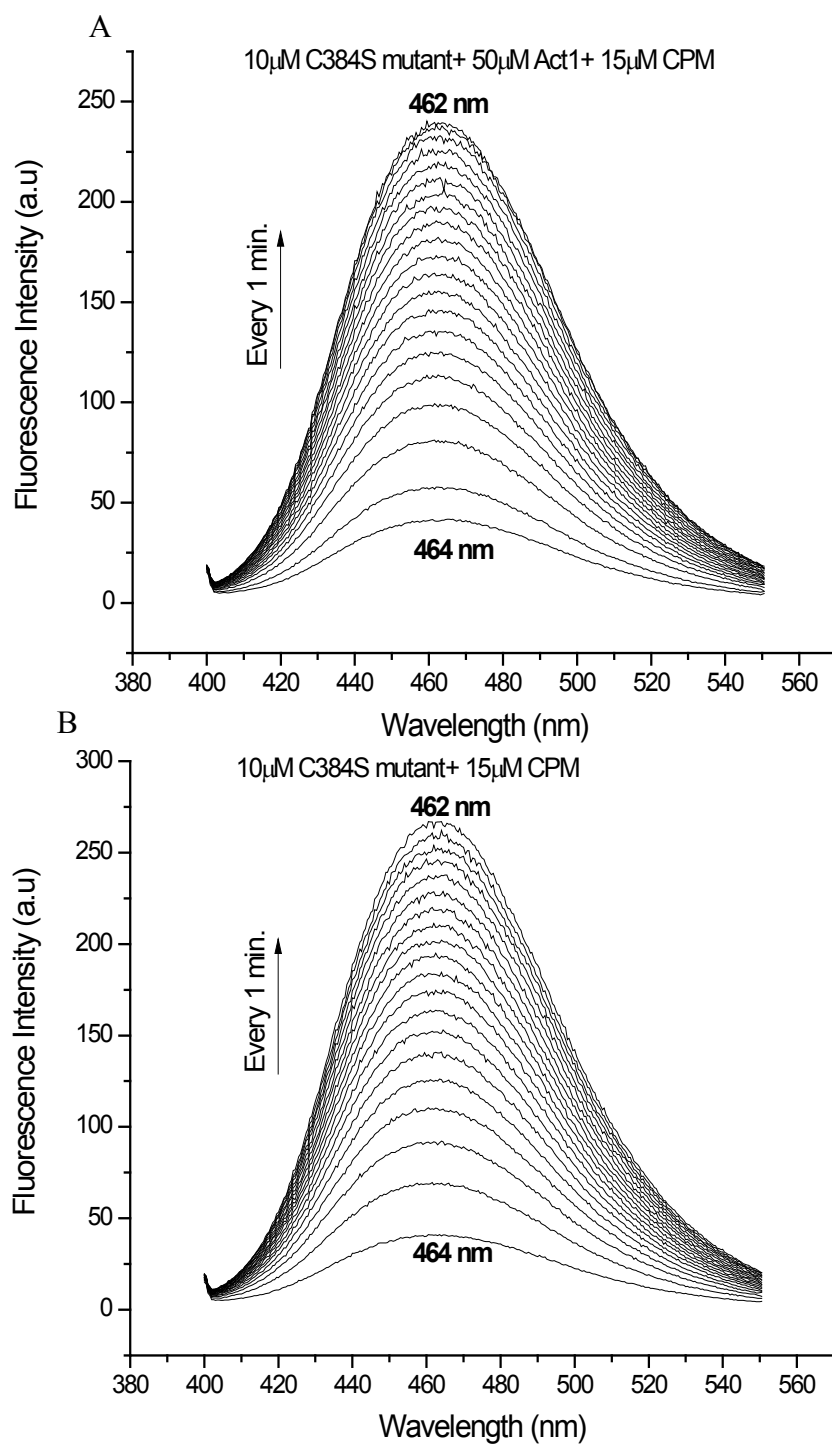 A
10μM C384S mutant+ 50μM Act1+ 15μM CPM
462 nm
250
200
150
100
50
0
Fluorescence Intensity (a.u)
Every 1 min.
464 nm
380 400 420 440 460 480 500 520 540 560
Wavelength (nm)
B
10μM C384S mutant+ 15μM CPM
462 nm
300
250
200
150
100
50
0
Fluorescence Intensity (a.u)
Every 1 min.
464 nm
380 400 420 440 460 480 500 520 540 560
Wavelength (nm)